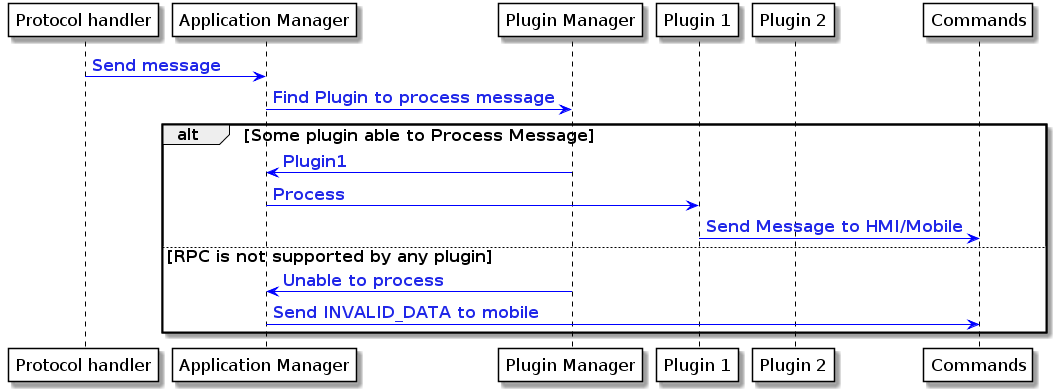 Protocol handler Application Manager Plugin Manager Plugin 1 Plugin 2 Commands
Send message
Find Plugin to process message
alt [Some plugin able to Process Message]
Plugin1
Process
Send Message to HMI/Mobile
[RPC is not supported by any plugin]
Unable to process
Send INVALID_DATA to mobile
Protocol handler Application Manager Plugin Manager Plugin 1 Plugin 2 Commands